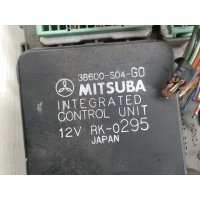 38600-S04-G0
MITSUBA
INTEGRATED
CONTROL UNIT
12V RK-0295
JAPAN